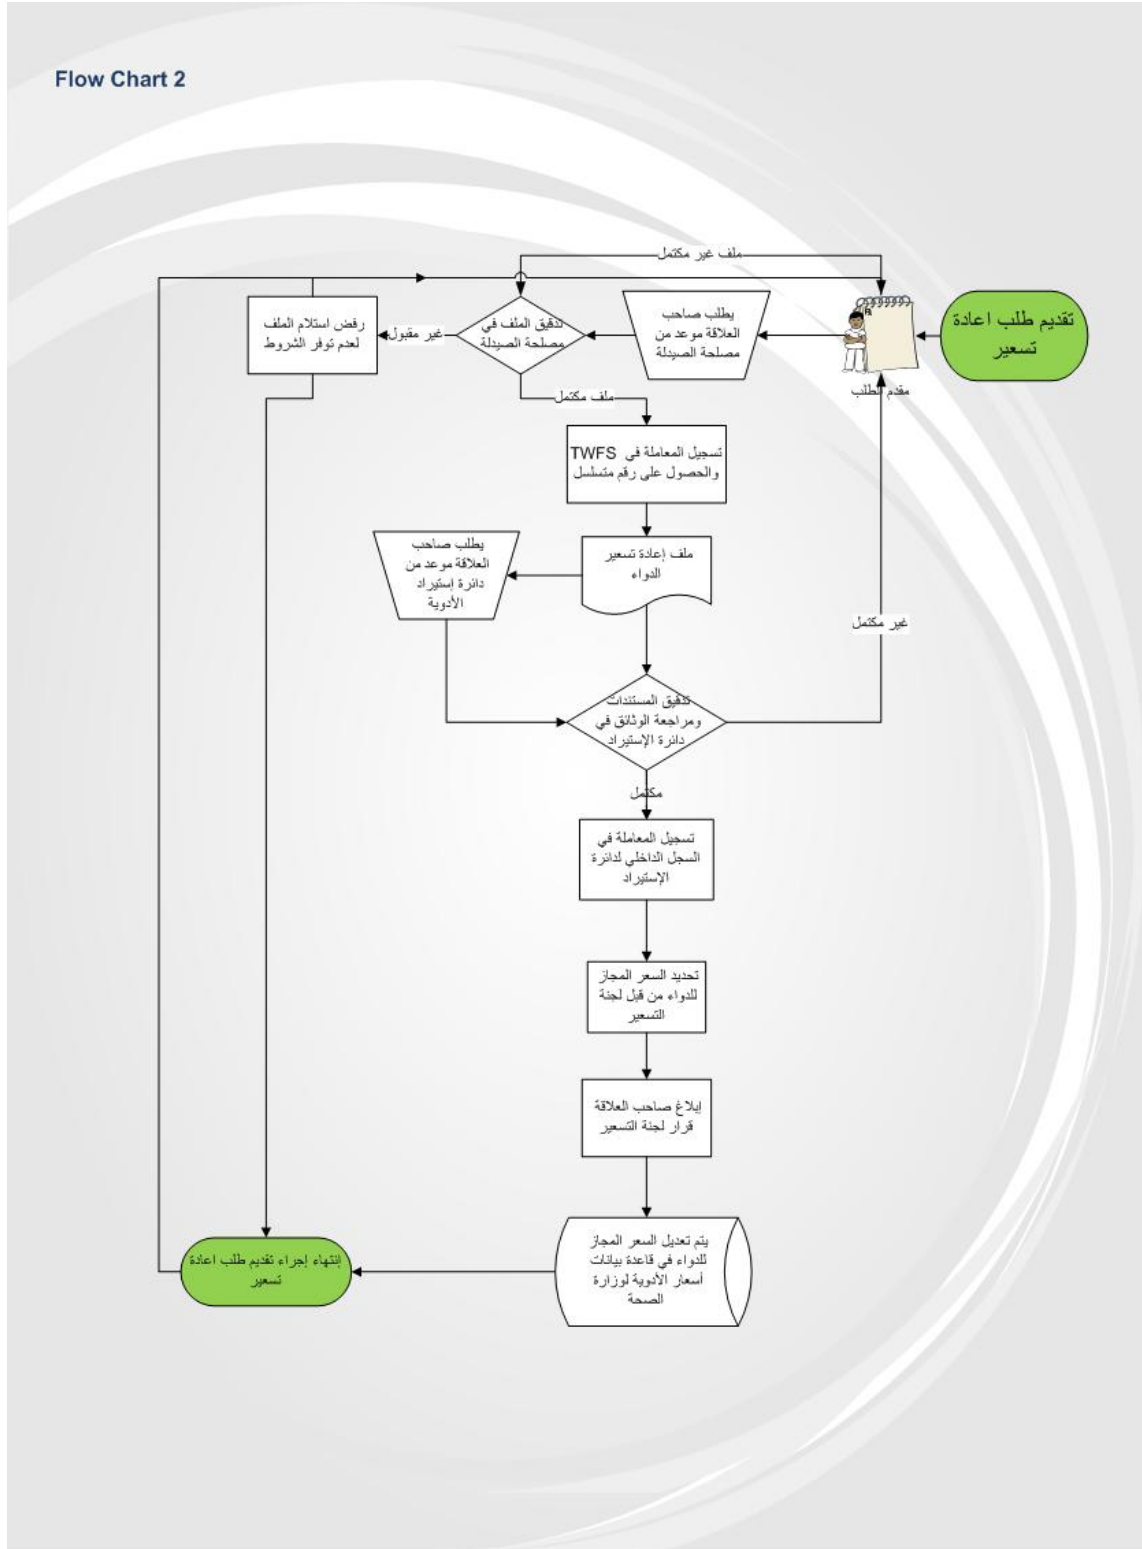 Flow Chart 2
ملف غير مكتمل
تقديم طلب اعادة
تسعير
مقدم الطلب
يطلب صاحب
العلاقة موعد من
مصلحة الصيدلة
تدقيق الملف في
مصلحة الصيدلة
غير مقبول
رفض استلام الملف
لعدم توفر الشروط
ملف مكتمل
تسجيل المعاملة في TWFS
والحصول على رقم متسلسل
ملف إعادة تسعير
الدواء
يطلب صاحب
العلاقة موعد من
دائرة إستيراد
الأدوية
غير مكتمل
تدقيق المستندات
ومراجعة الوثائق في
دائرة الإستيراد
مكتمل
تسجيل المعاملة في
السجل الداخلي لدائرة
الإستيراد
تحديد السعر المجاز
للدواء من قبل لجنة
التسعير
إبلاغ صاحب العلاقة
قرار لجنة التسعير
يتم تعديل السعر المجاز
للدواء في قاعدة بيانات
أسعار الأدوية لوزارة
الصحة
إنتهاء إجراء تقديم طلب اعادة
تسعير